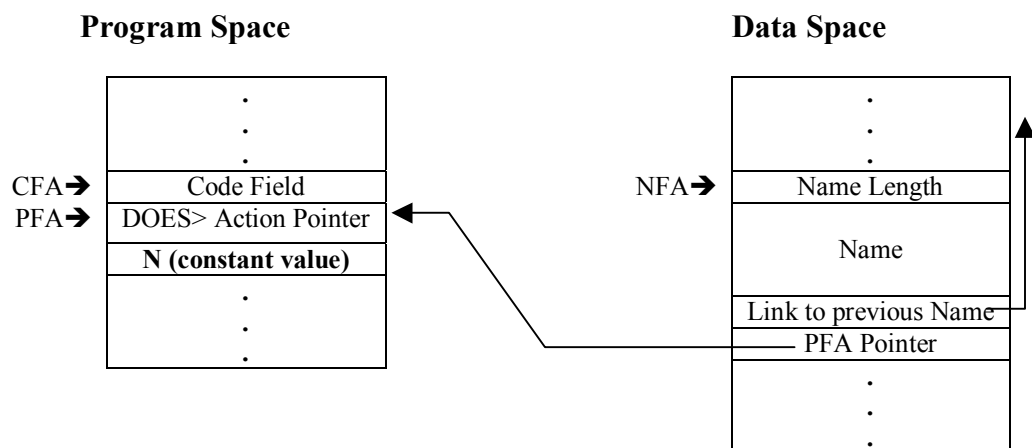 Program Space
Data Space
.
.
.
CFA➔ Code Field
PFA➔ DOES> Action Pointer
N (constant value)
.
.
.
.
.
.
NFA➔ Name Length
Name
Link to previous Name
PFA Pointer
.
.
.